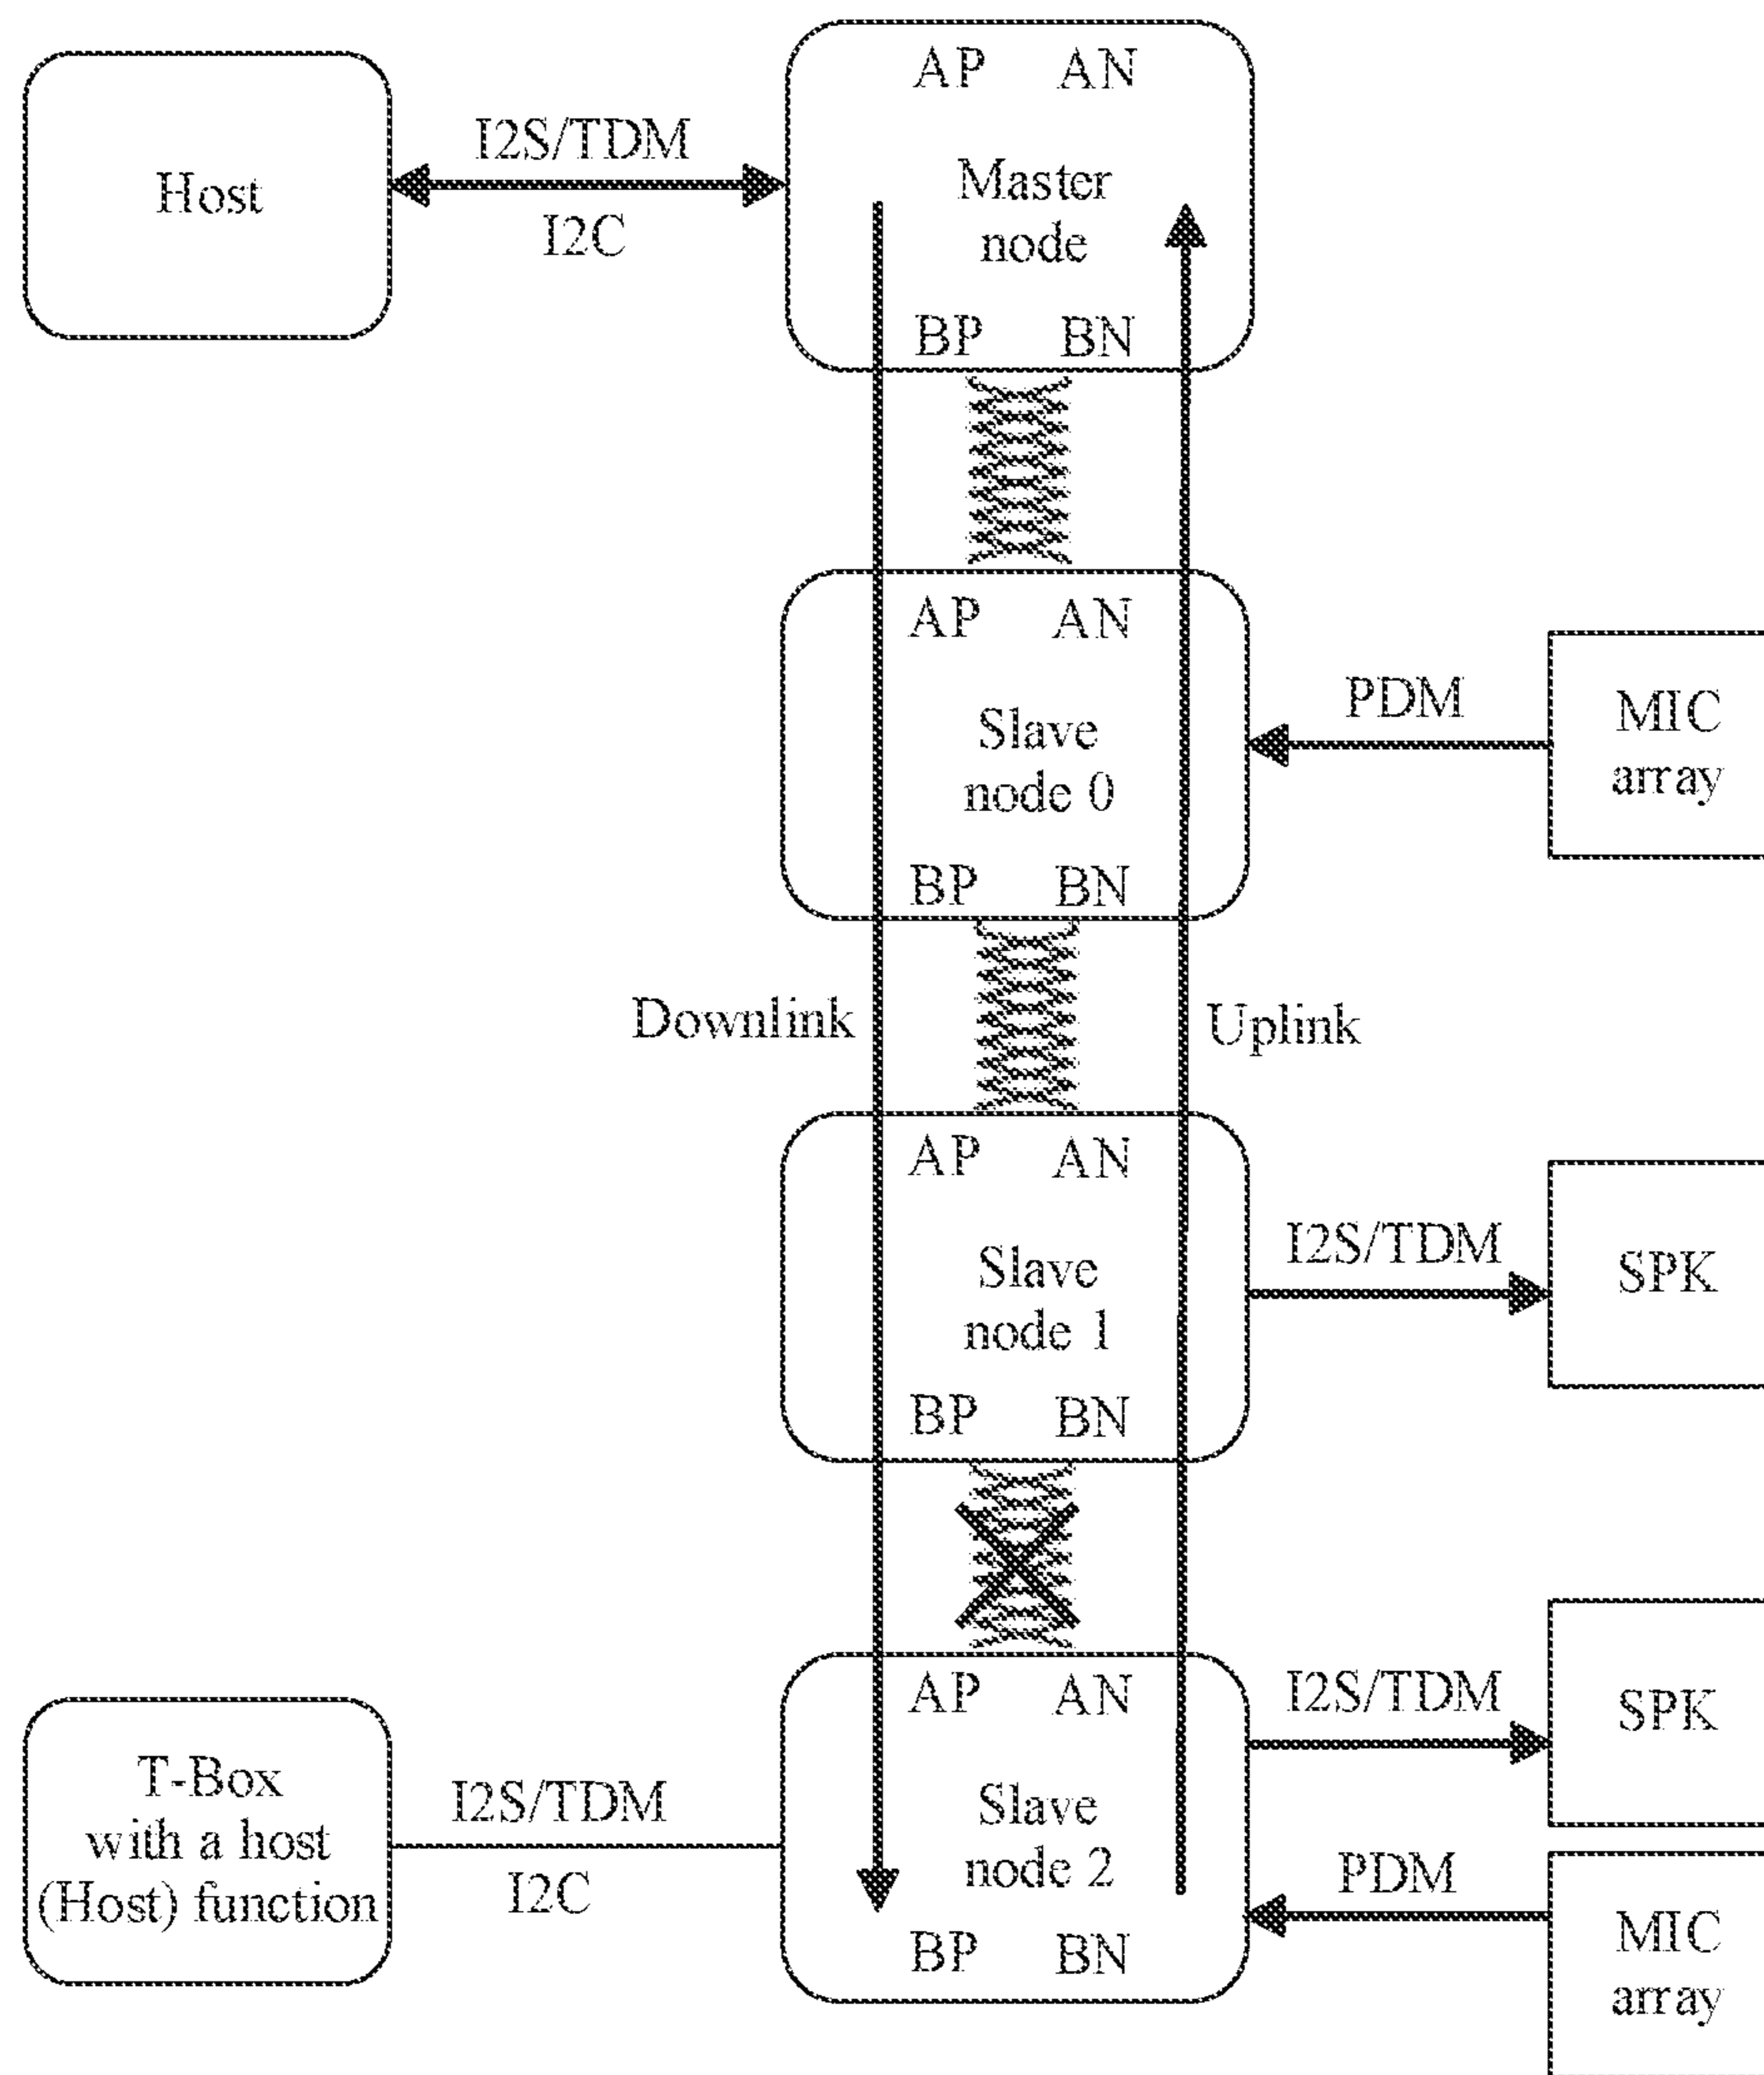 AP AN
Host
I2S/TDM
I2C
Master
node
BP BN
AP AN
Slave
node 0
PDM
MIC
array
BP BN
Downlink
Uplink
AP AN
Slave
node 1
I2S/TDM
SPK
BP BN
AP AN
I2S/TDM
SPK
T-Box
with a host
(Host) function
I2S/TDM
I2C
Slave
node 2
PDM
MIC
array
BP BN